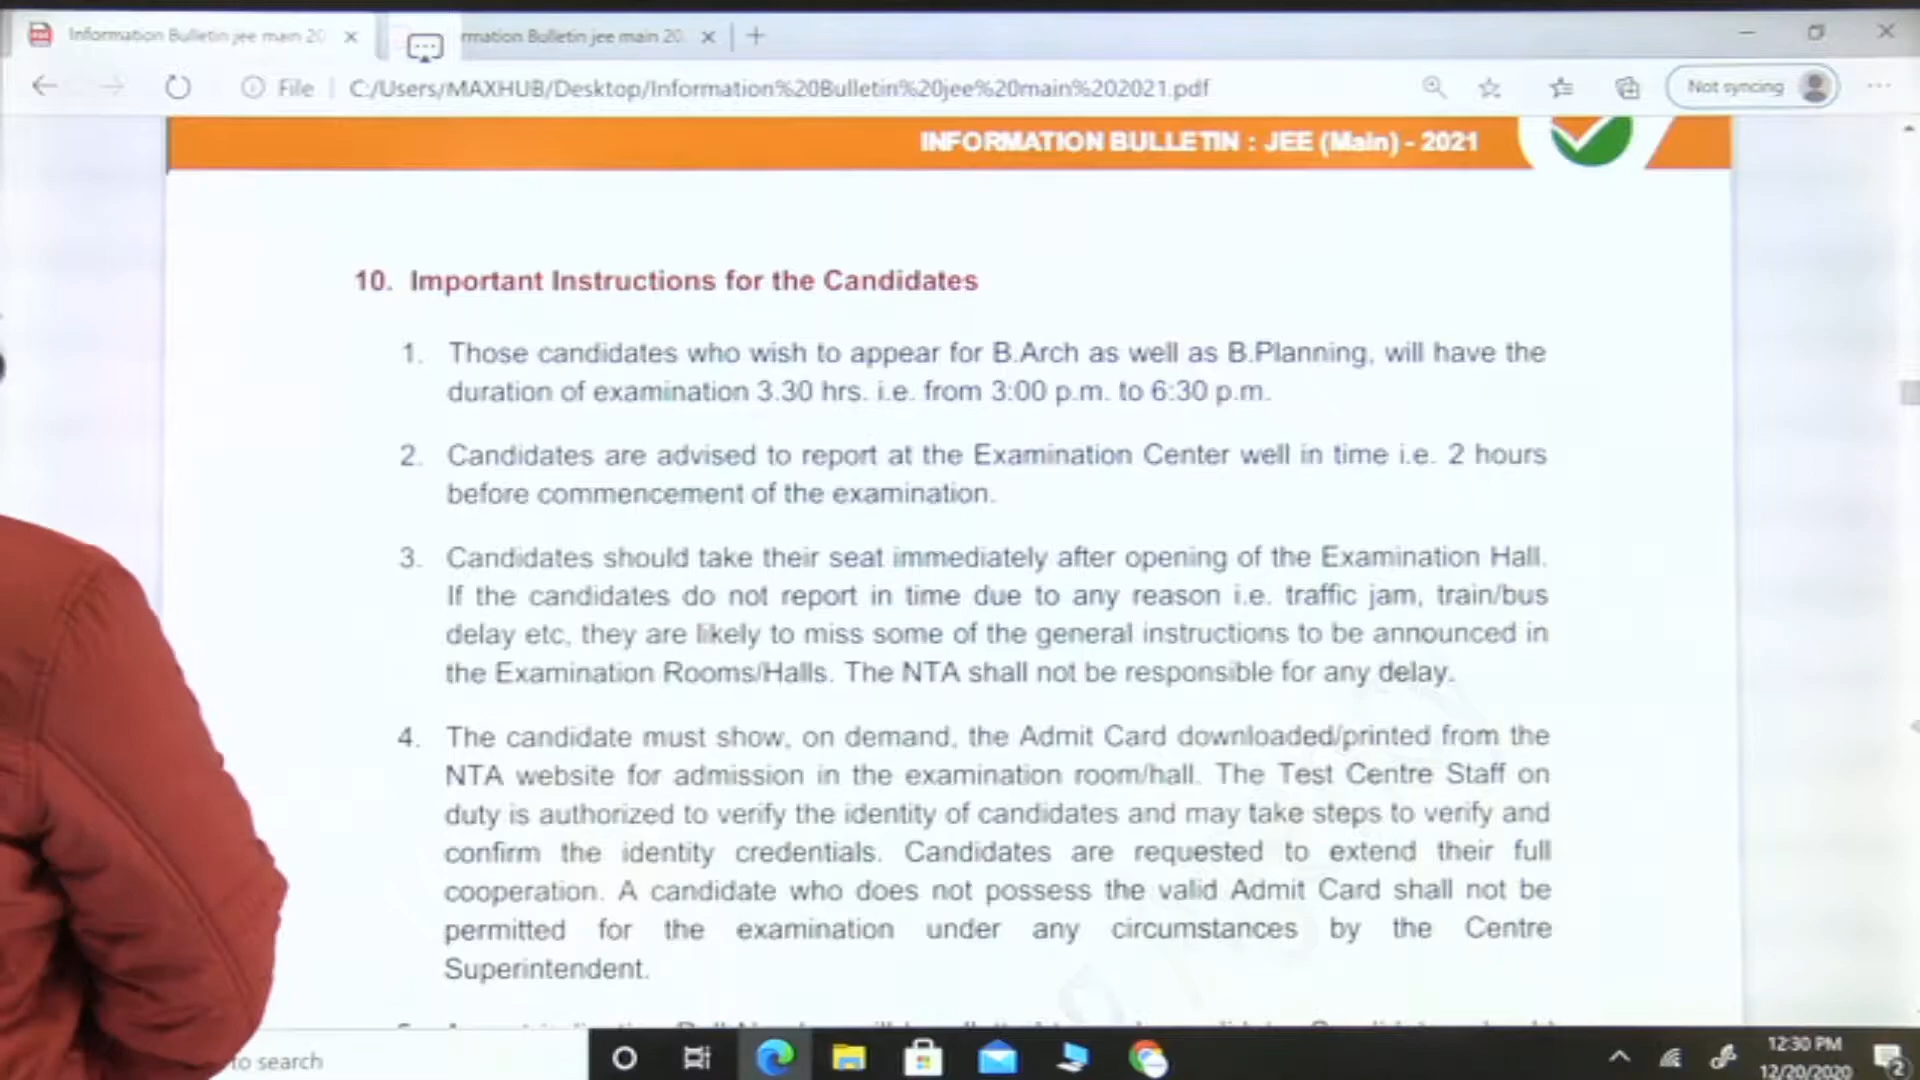 Information Bulletin jee main 20
rmation Bulletin jee main 20
File
C:/Users/MAXHUB/Desktop/Information%20Bulletin%20jee%20main%202021.pdf
Not syncing
INFORMATION BULLETIN : JEE (Main) - 2021
10. Important Instructions for the Candidates
1. Those candidates who wish to appear for B.Arch as well as B.Planning, will have the
duration of examination 3.30 hrs. i.e. from 3:00 p.m. to 6:30 p.m.
2. Candidates are advised to report at the Examination Center well in time i.e. 2 hours
before commencement of the examination.
3. Candidates should take their seat immediately after opening of the Examination Hall.
If the candidates do not report in time due to any reason i.e. traffic jam, train/bus
delay etc, they are likely to miss some of the general instructions to be announced in
the Examination Rooms/Halls. The NTA shall not be responsible for any delay.
4. The candidate must show, on demand, the Admit Card downloaded/printed from the
NTA website for admission in the examination room/hall. The Test Centre Staff on
duty is authorized to verify the identity of candidates and may take steps to verify and
confirm the identity credentials. Candidates are requested to extend their full
cooperation. A candidate who does not possess the valid Admit Card shall not be
permitted for the examination under any circumstances by the Centre
Superintendent.
to search
12:30 PM
12/20/2020
2